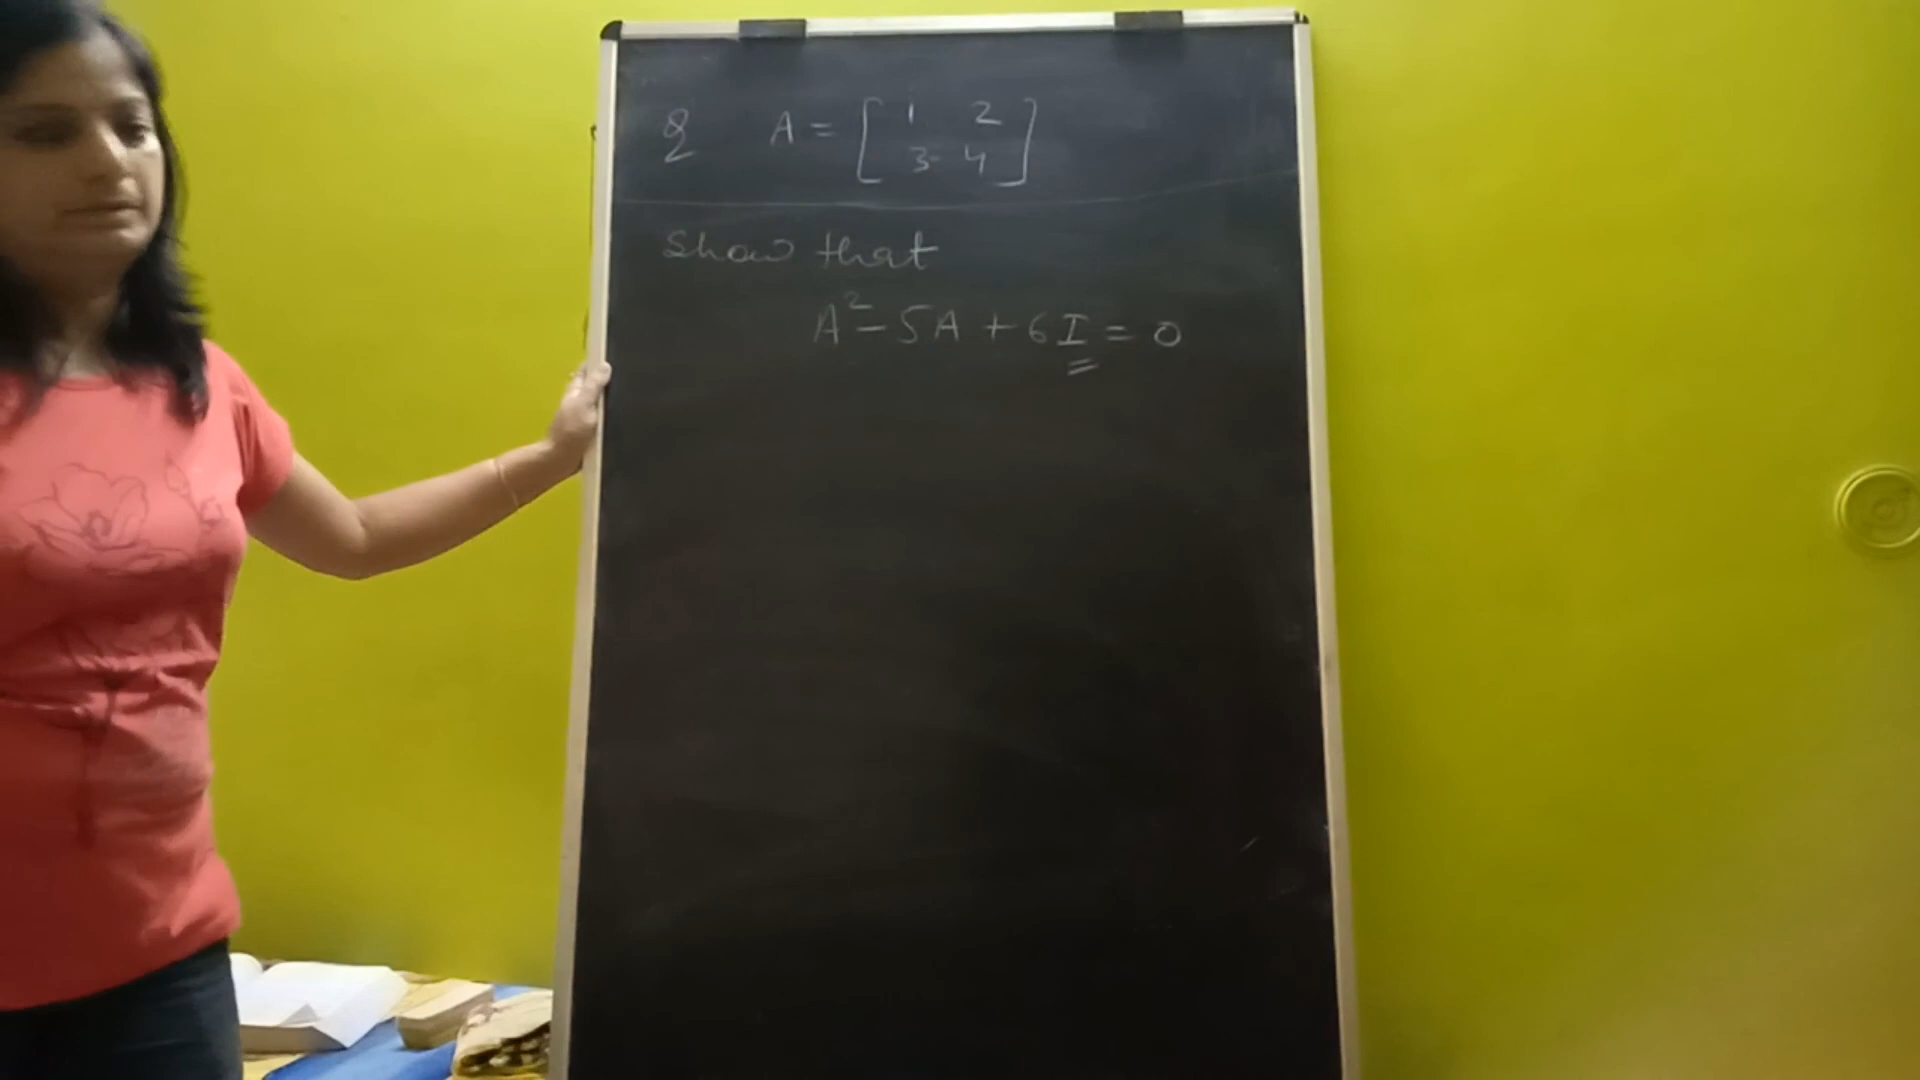 Q A = [ 1 2
3 4 ]
Show that
A² - 5A + 6I = 0